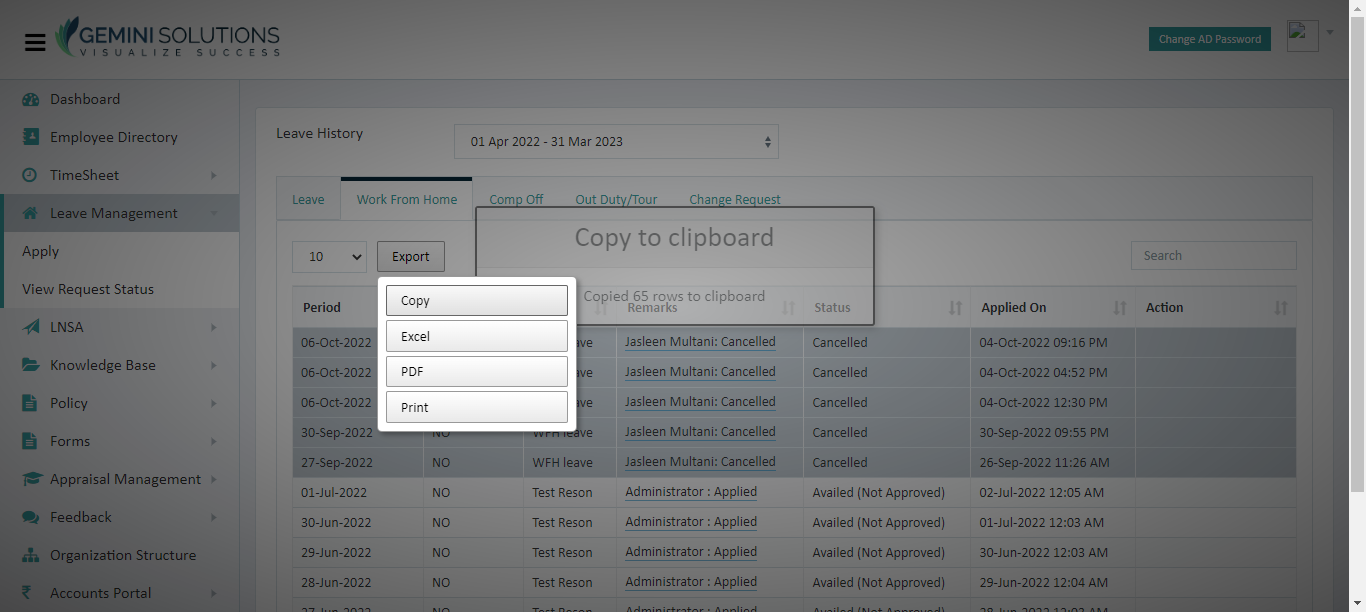 GEMINI SOLUTIONS
VISUALIZE SUCCESS
Change AD Password
Dashboard
Employee Directory
TimeSheet
Leave Management
Apply
View Request Status
LNSA
Knowledge Base
Policy
Forms
Appraisal Management
Feedback
Organization Structure
Accounts Portal
Leave History
01 Apr 2022 - 31 Mar 2023
Leave Work From Home Comp Off Out Duty/Tour Change Request
10 Export Search
Copy to clipboard
Copied 65 rows to clipboard
Copy
Excel
PDF
Print
Period Remarks Status Applied On Action
06-Oct-2022 Jasleen Multani: Cancelled Cancelled 04-Oct-2022 09:16 PM
06-Oct-2022 Jasleen Multani: Cancelled Cancelled 04-Oct-2022 04:52 PM
06-Oct-2022 Jasleen Multani: Cancelled Cancelled 04-Oct-2022 12:30 PM
30-Sep-2022 NO WFH leave Jasleen Multani: Cancelled Cancelled 30-Sep-2022 09:55 PM
27-Sep-2022 NO WFH leave Jasleen Multani: Cancelled Cancelled 26-Sep-2022 11:26 AM
01-Jul-2022 NO Test Reson Administrator : Applied Availed (Not Approved) 02-Jul-2022 12:05 AM
30-Jun-2022 NO Test Reson Administrator : Applied Availed (Not Approved) 01-Jul-2022 12:03 AM
29-Jun-2022 NO Test Reson Administrator : Applied Availed (Not Approved) 30-Jun-2022 12:03 AM
28-Jun-2022 NO Test Reson Administrator : Applied Availed (Not Approved) 29-Jun-2022 12:04 AM